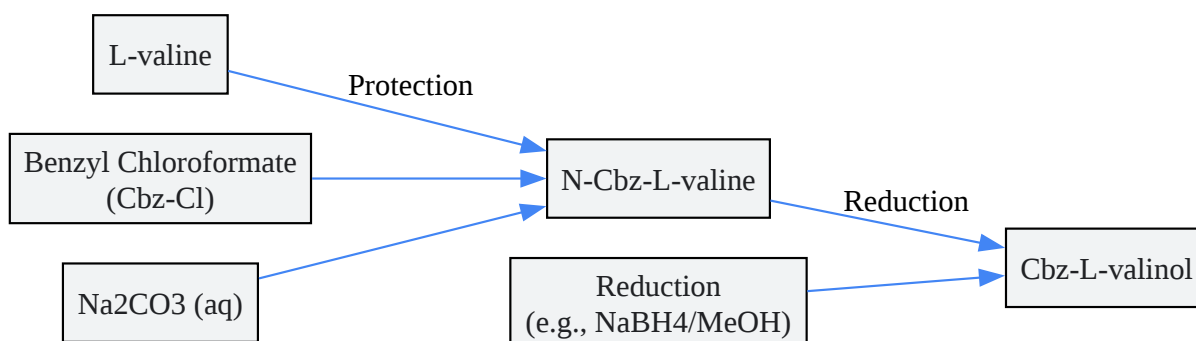 L-valine
Protection
Benzyl Chloroformate
(Cbz-Cl)
N-Cbz-L-valine
Reduction
Na2CO3 (aq)
Reduction
(e.g., NaBH4/MeOH)
Cbz-L-valinol